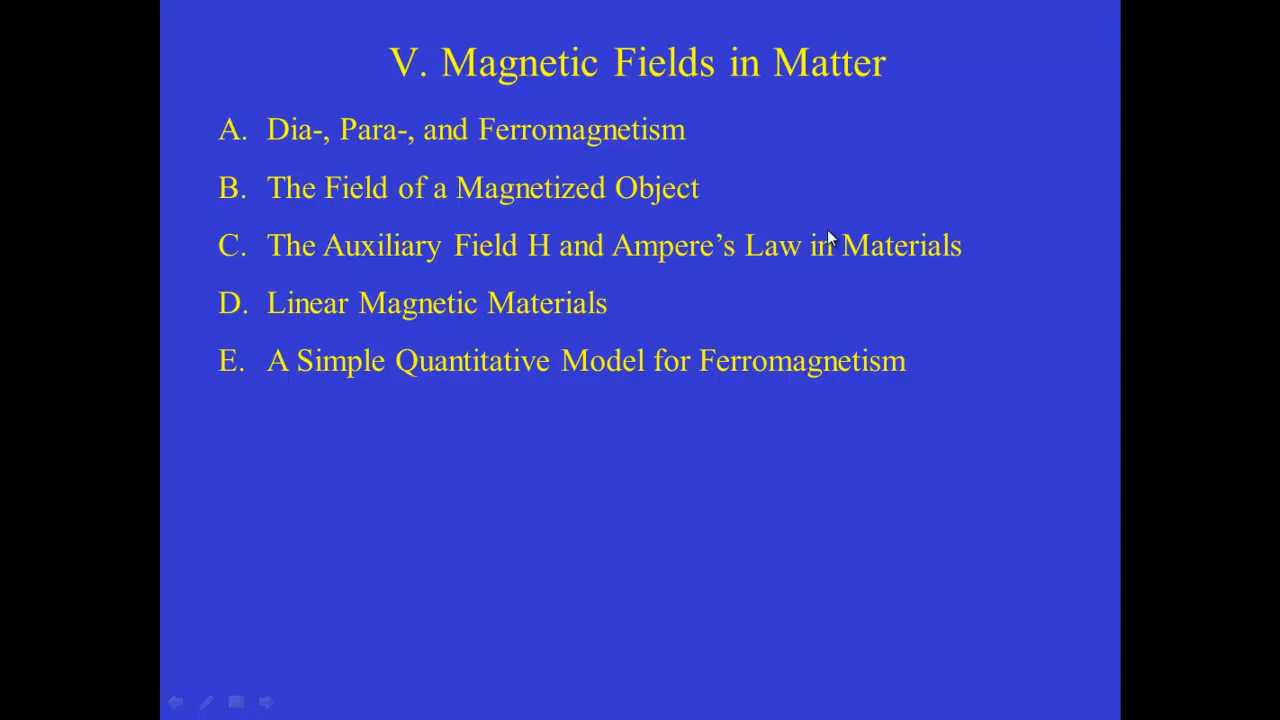 V. Magnetic Fields in Matter
A. Dia-, Para-, and Ferromagnetism
B. The Field of a Magnetized Object
C. The Auxiliary Field H and Ampere’s Law in Materials
D. Linear Magnetic Materials
E. A Simple Quantitative Model for Ferromagnetism